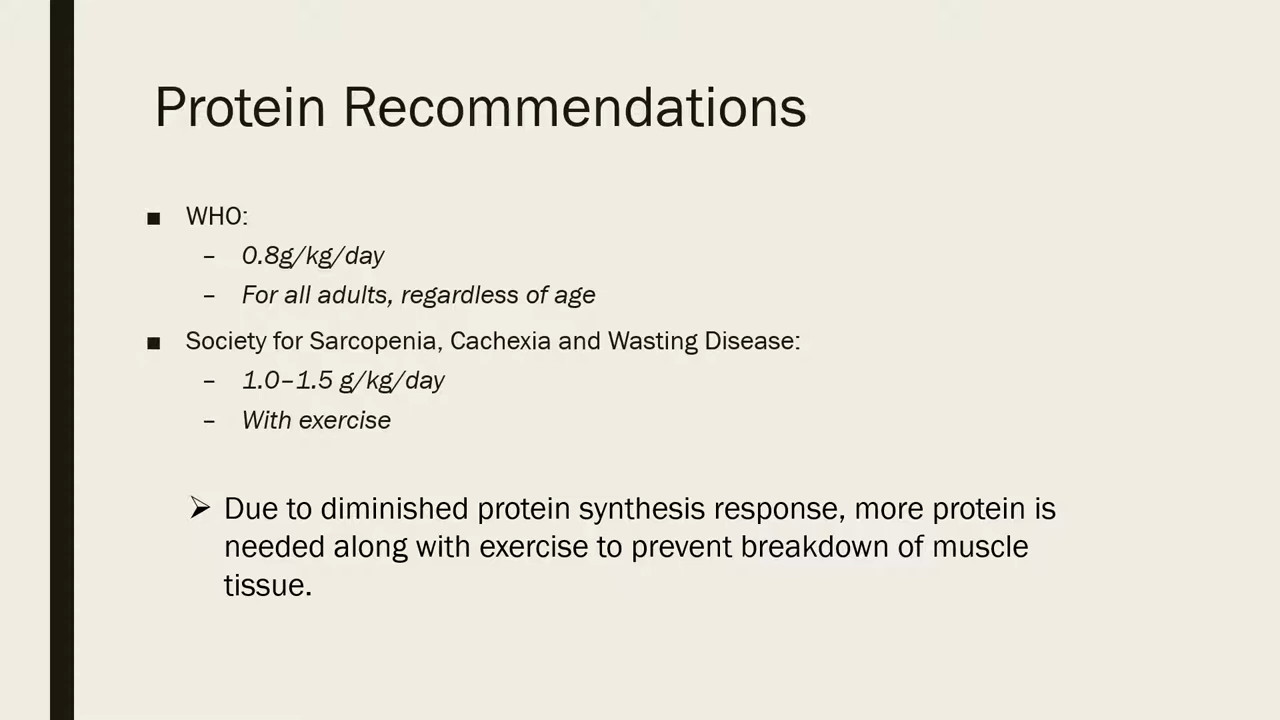 Protein Recommendations
■ WHO:
– 0.8g/kg/day
– For all adults, regardless of age
■ Society for Sarcopenia, Cachexia and Wasting Disease:
– 1.0–1.5 g/kg/day
– With exercise
➢ Due to diminished protein synthesis response, more protein is
needed along with exercise to prevent breakdown of muscle
tissue.